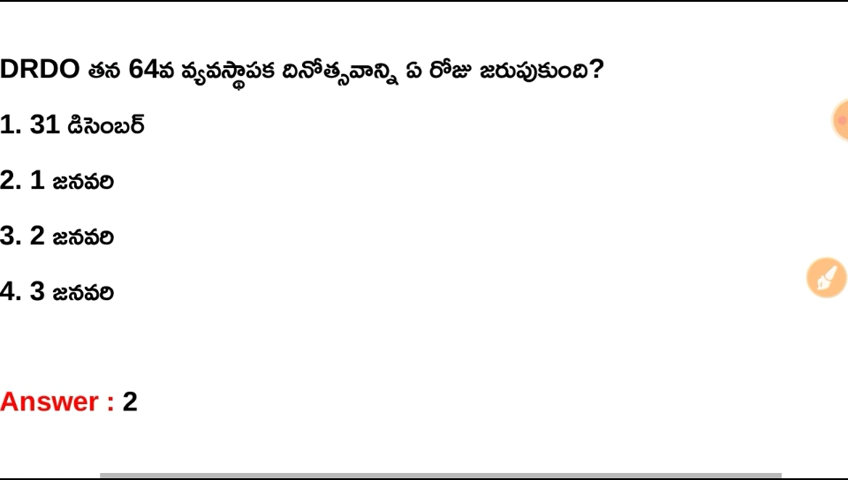 DRDO తన 64వ వ్యవస్థాపక దినోత్సవాన్ని ఏ రోజు జరుపుకుంది?
1. 31 డిసెంబర్
2. 1 జనవరి
3. 2 జనవరి
4. 3 జనవరి
Answer : 2